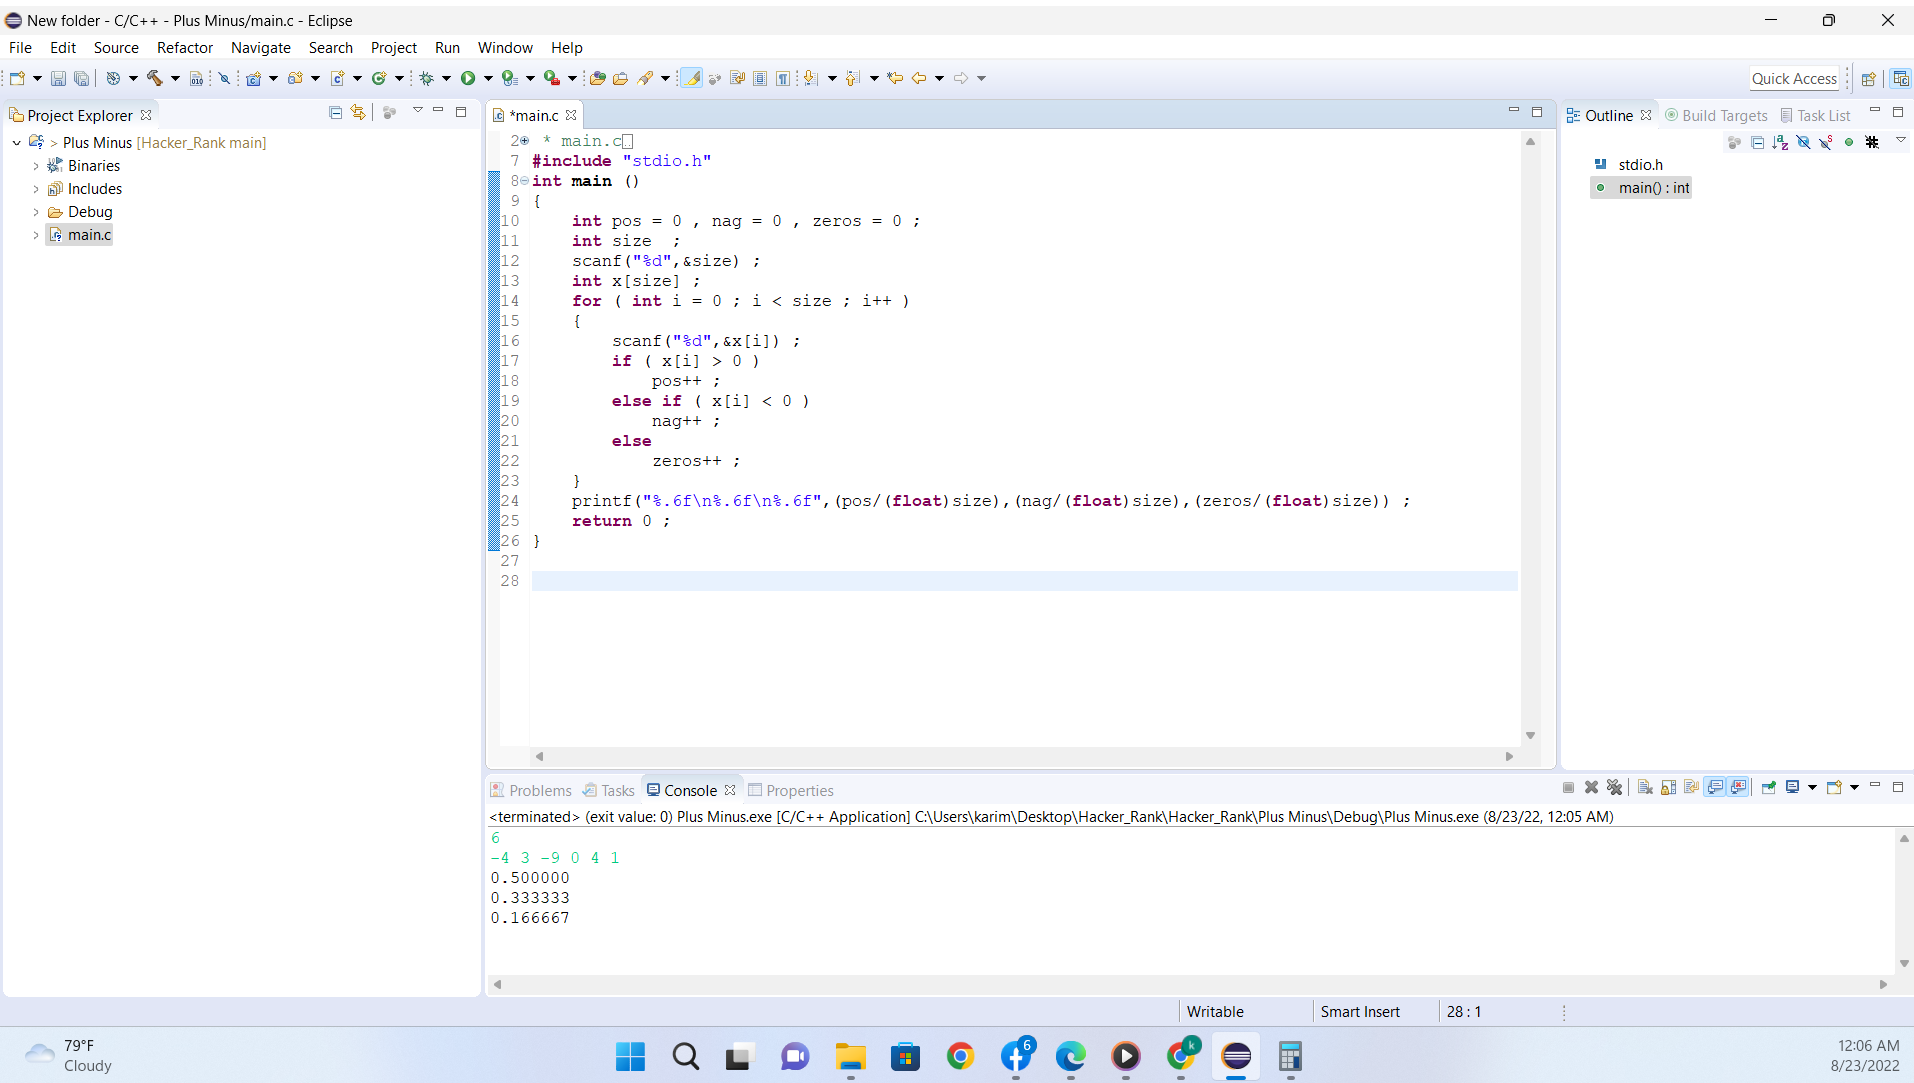 New folder - C/C++ - Plus Minus/main.c - Eclipse
File Edit Source Refactor Navigate Search Project Run Window Help
Quick Access
Project Explorer
> Plus Minus [Hacker_Rank main]
Binaries
Includes
Debug
main.c
*main.c
2 * main.c
7 #include "stdio.h"
8 int main ()
9 {
10 int pos = 0 , nag = 0 , zeros = 0 ;
11 int size ;
12 scanf("%d",&size) ;
13 int x[size] ;
14 for ( int i = 0 ; i < size ; i++ )
15 {
16 scanf("%d",&x[i]) ;
17 if ( x[i] > 0 )
18 pos++ ;
19 else if ( x[i] < 0 )
20 nag++ ;
21 else
22 zeros++ ;
23 }
24 printf("%.6f\n%.6f\n%.6f",(pos/(float)size),(nag/(float)size),(zeros/(float)size)) ;
25 return 0 ;
26 }
27
28
Outline Build Targets Task List
stdio.h
main() : int
Problems Tasks Console Properties
<terminated> (exit value: 0) Plus Minus.exe [C/C++ Application] C:\Users\karim\Desktop\Hacker_Rank\Hacker_Rank\Plus Minus\Debug\Plus Minus.exe (8/23/22, 12:05 AM)
6
-4 3 -9 0 4 1
0.500000
0.333333
0.166667
Writable Smart Insert 28 : 1
79°F
Cloudy
6
k
12:06 AM
8/23/2022